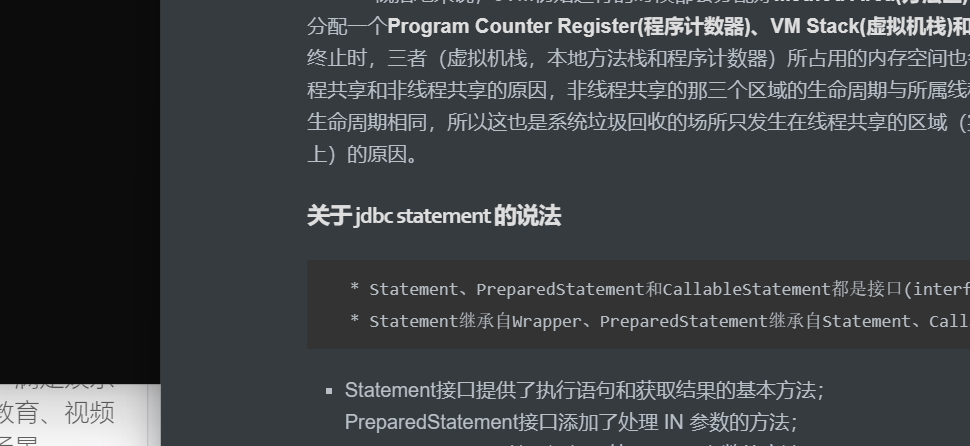 分配一个Program Counter Register(程序计数器)、VM Stack(虚拟机栈)和
终止时，三者（虚拟机栈，本地方法栈和程序计数器）所占用的内存空间也
程共享和非线程共享的原因，非线程共享的那三个区域的生命周期与所属线
生命周期相同，所以这也是系统垃圾回收的场所只发生在线程共享的区域（
上）的原因。
关于 jdbc statement 的说法
* Statement、PreparedStatement和CallableStatement都是接口(interf
* Statement继承自Wrapper、PreparedStatement继承自Statement、Call
Statement接口提供了执行语句和获取结果的基本方法；
PreparedStatement接口添加了处理 IN 参数的方法；
教育、视频